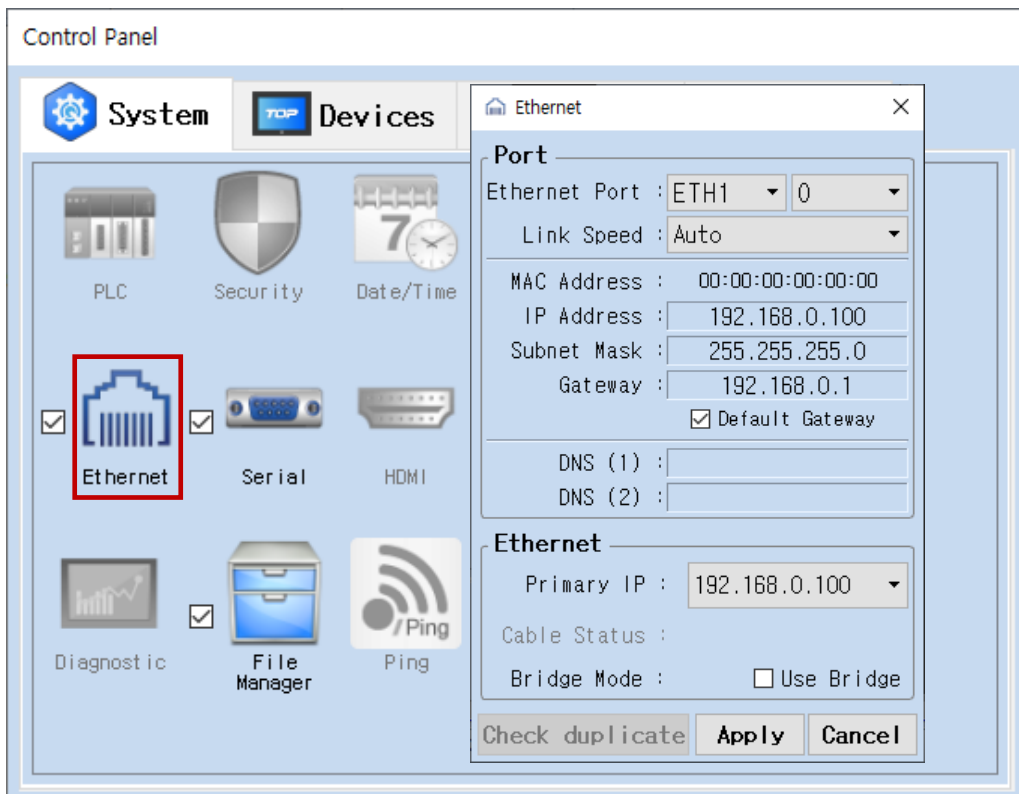 Control Panel
System
TOP
Devices
PLC
Security
7
Date/Time
Ethernet
Serial
HDMI
Diagnostic
File
Manager
/Ping
Ping
Ethernet
Port
Ethernet Port : ETH1 0
Link Speed : Auto
MAC Address : 00:00:00:00:00:00
IP Address : 192.168.0.100
Subnet Mask : 255.255.255.0
Gateway : 192.168.0.1
Default Gateway
DNS (1) :
DNS (2) :
Ethernet
Primary IP : 192.168.0.100
Cable Status :
Bridge Mode : Use Bridge
Check duplicate Apply Cancel